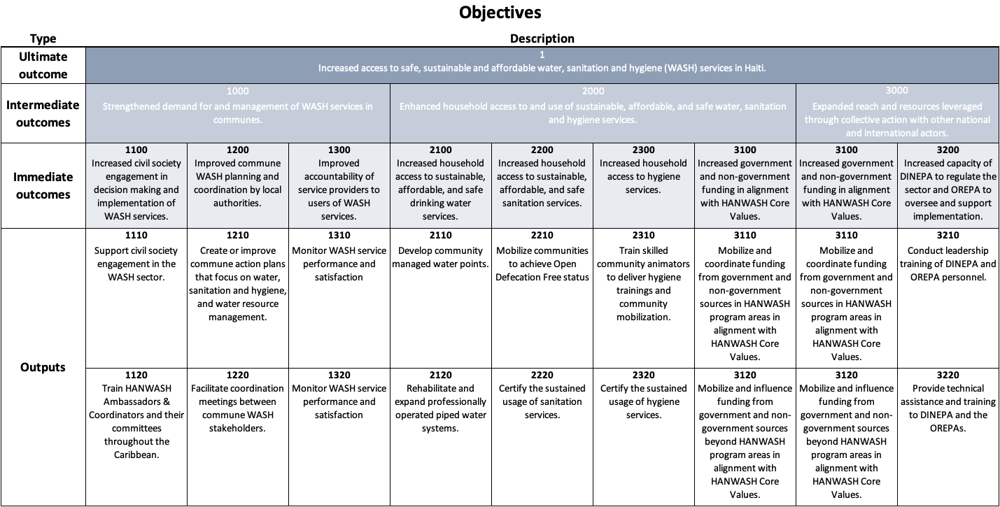 Objectives
Type
Description
Ultimate
outcome
1
Increased access to safe, sustainable and affordable water, sanitation and hygiene (WASH) services in Haiti.
Intermediate
outcomes
1000
Strengthened demand for and management of WASH services in
communes.
2000
Enhanced household access to and use of sustainable, affordable, and safe water, sanitation
and hygiene services.
3000
Expanded reach and resources leveraged
through collective action with other national
and international actors.
Immediate
outcomes
1100
Increased civil society
engagement in
decision making and
implementation of
WASH services.
1200
Improved commune
WASH planning and
coordination by local
authorities.
1300
Improved
accountability of
service providers to
users of WASH
services.
2100
Increased household
access to sustainable,
affordable, and safe
drinking water
services.
2200
Increased household
access to sustainable,
affordable, and safe
sanitation services.
2300
Increased household
access to hygiene
services.
3100
Increased government
and non-government
funding in alignment
with HANWASH Core
Values.
3100
Increased government
and non-government
funding in alignment
with HANWASH Core
Values.
3200
Increased capacity of
DINEPA to regulate the
sector and OREPA to
oversee and support
implementation.
Outputs
1110
Support civil society
engagement in the
WASH sector.
1210
Create or improve
commune action plans
that focus on water,
sanitation and hygiene,
and water resource
management.
1310
Monitor WASH service
performance and
satisfaction
2110
Develop community
managed water points.
2210
Mobilize communities
to achieve Open
Defecation Free status
2310
Train skilled
community animators
to deliver hygiene
trainings and
community
mobilization.
3110
Mobilize and
coordinate funding
from government and
non-government
sources in HANWASH
program areas in
alignment with
HANWASH Core
Values.
3110
Mobilize and
coordinate funding
from government and
non-government
sources in HANWASH
program areas in
alignment with
HANWASH Core
Values.
3210
Conduct leadership
training of DINEPA and
OREPA personnel.
1120
Train HANWASH
Ambassadors &
Coordinators and their
committees
throughout the
Caribbean.
1220
Facilitate coordination
meetings between
commune WASH
stakeholders.
1320
Monitor WASH service
performance and
satisfaction
2120
Rehabilitate and
expand professionally
operated piped water
systems.
2220
Certify the sustained
usage of sanitation
services.
2320
Certify the sustained
usage of hygiene
services.
3120
Mobilize and influence
funding from
government and non-
government sources
beyond HANWASH
program areas in
alignment with
HANWASH Core
Values.
3120
Mobilize and influence
funding from
government and non-
government sources
beyond HANWASH
program areas in
alignment with
HANWASH Core
Values.
3220
Provide technical
assistance and training
to DINEPA and the
OREPAs.